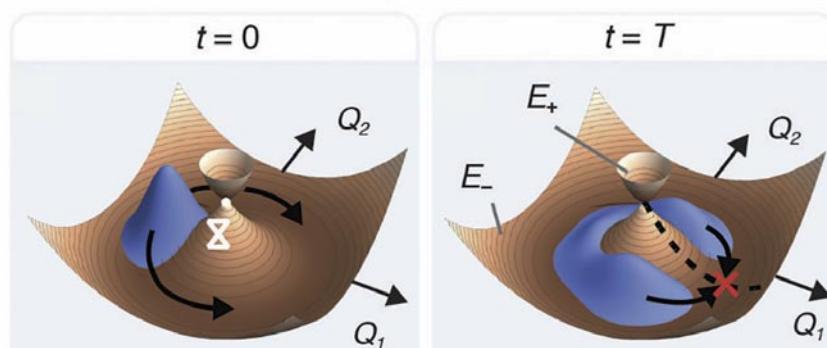 t = 0
Q₂
Q₁
t = T
E₊
E₋
Q₂
Q₁